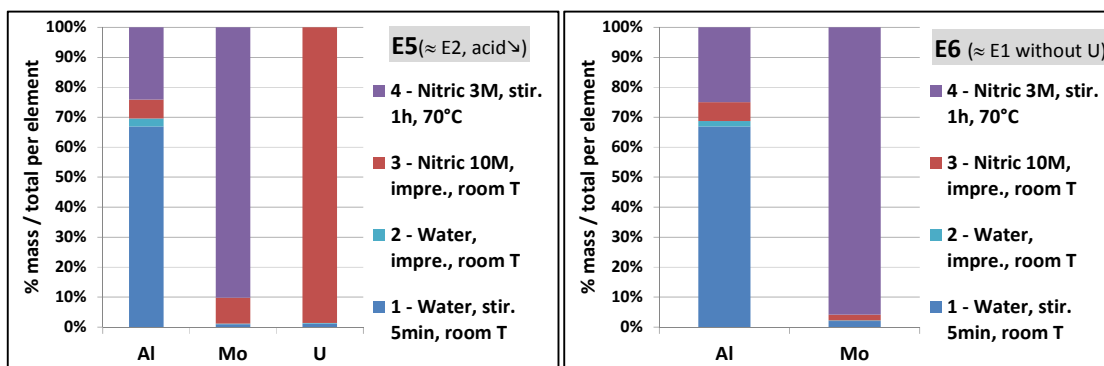 % mass / total per element
100%
90%
80%
70%
60%
50%
40%
30%
20%
10%
0%
Al Mo U
E5(≈ E2, acid↘)
4 - Nitric 3M, stir.
1h, 70°C
3 - Nitric 10M,
impre., room T
2 - Water,
impre., room T
1 - Water, stir.
5min, room T
% mass / total per element
100%
90%
80%
70%
60%
50%
40%
30%
20%
10%
0%
Al Mo
E6 (≈ E1 without U)
4 - Nitric 3M, stir.
1h, 70°C
3 - Nitric 10M,
impre., room T
2 - Water,
impre., room T
1 - Water, stir.
5min, room T